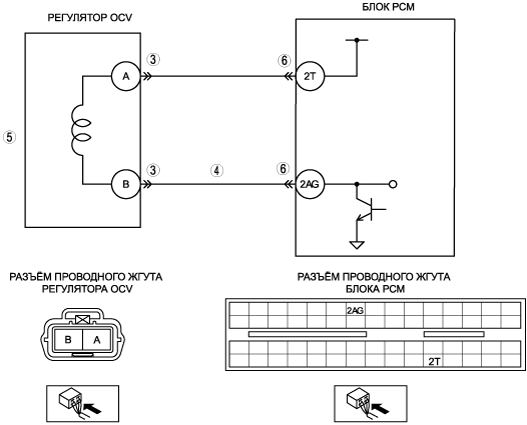 РЕГУЛЯТОР OCV
БЛОК PCM
3
6
A
2T
5
3
4
6
B
2AG
РАЗЪЁМ ПРОВОДНОГО ЖГУТА
РЕГУЛЯТОРА OCV
РАЗЪЁМ ПРОВОДНОГО ЖГУТА
БЛОКА PCM
2AG
B A
2T